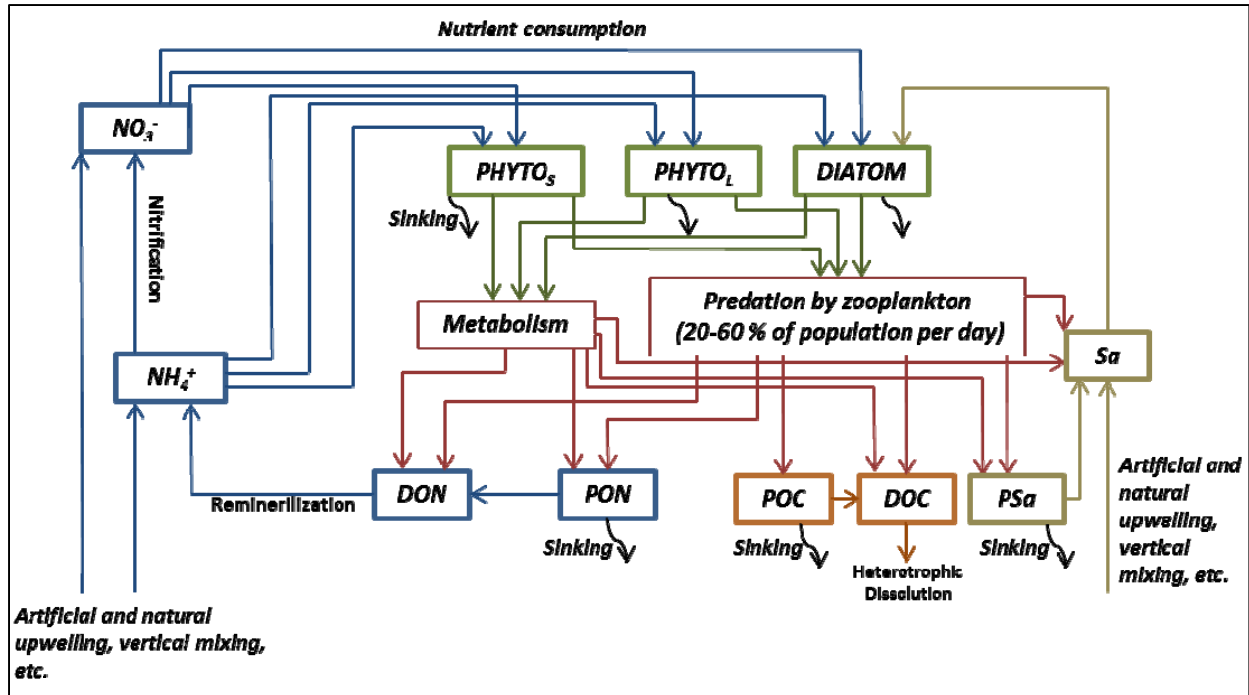 Nutrient consumption
NO₃⁻
PHYTO_S
PHYTO_L
DIATOM
Sinking
Nitrification
Predation by zooplankton
(20-60 % of population per day)
Metabolism
Sa
NH₄⁺
Artificial and
natural
upwelling,
vertical
mixing, etc.
DON
PON
POC
DOC
PSa
Reminerilization
Sinking
Sinking
Sinking
Heterotrophic
Dissolution
Artificial and natural
upwelling, vertical mixing,
etc.